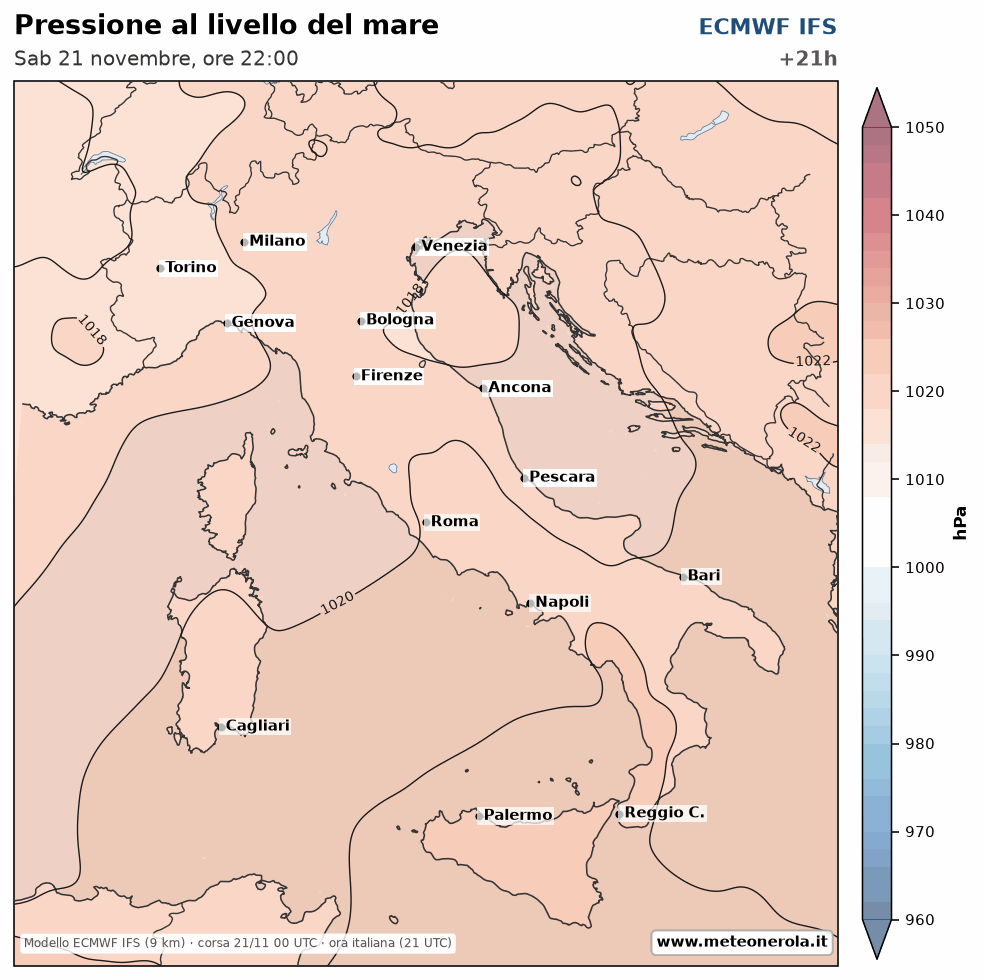 Pressione al livello del mare
ECMWF IFS
Sab 21 novembre, ore 22:00
+21h
1050
1040
1030
1020
1010
1000
990
980
970
960
hPa
Milano
Venezia
Torino
1018
Genova
Bologna
1018
1022
Firenze
Ancona
1022
Pescara
Roma
Bari
1020
Napoli
Cagliari
Palermo
Reggio C.
Modello ECMWF IFS (9 km) · corsa 21/11 00 UTC · ora italiana (21 UTC)
www.meteonerola.it